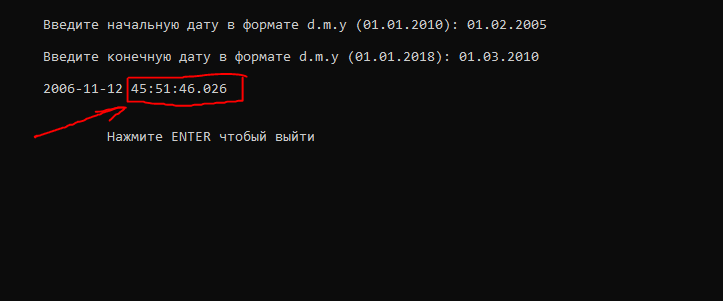 Введите начальную дату в формате d.m.y (01.01.2010): 01.02.2005
Введите конечную дату в формате d.m.y (01.01.2018): 01.03.2010
2006-11-12 45:51:46.026
Нажмите ENTER чтобый выйти